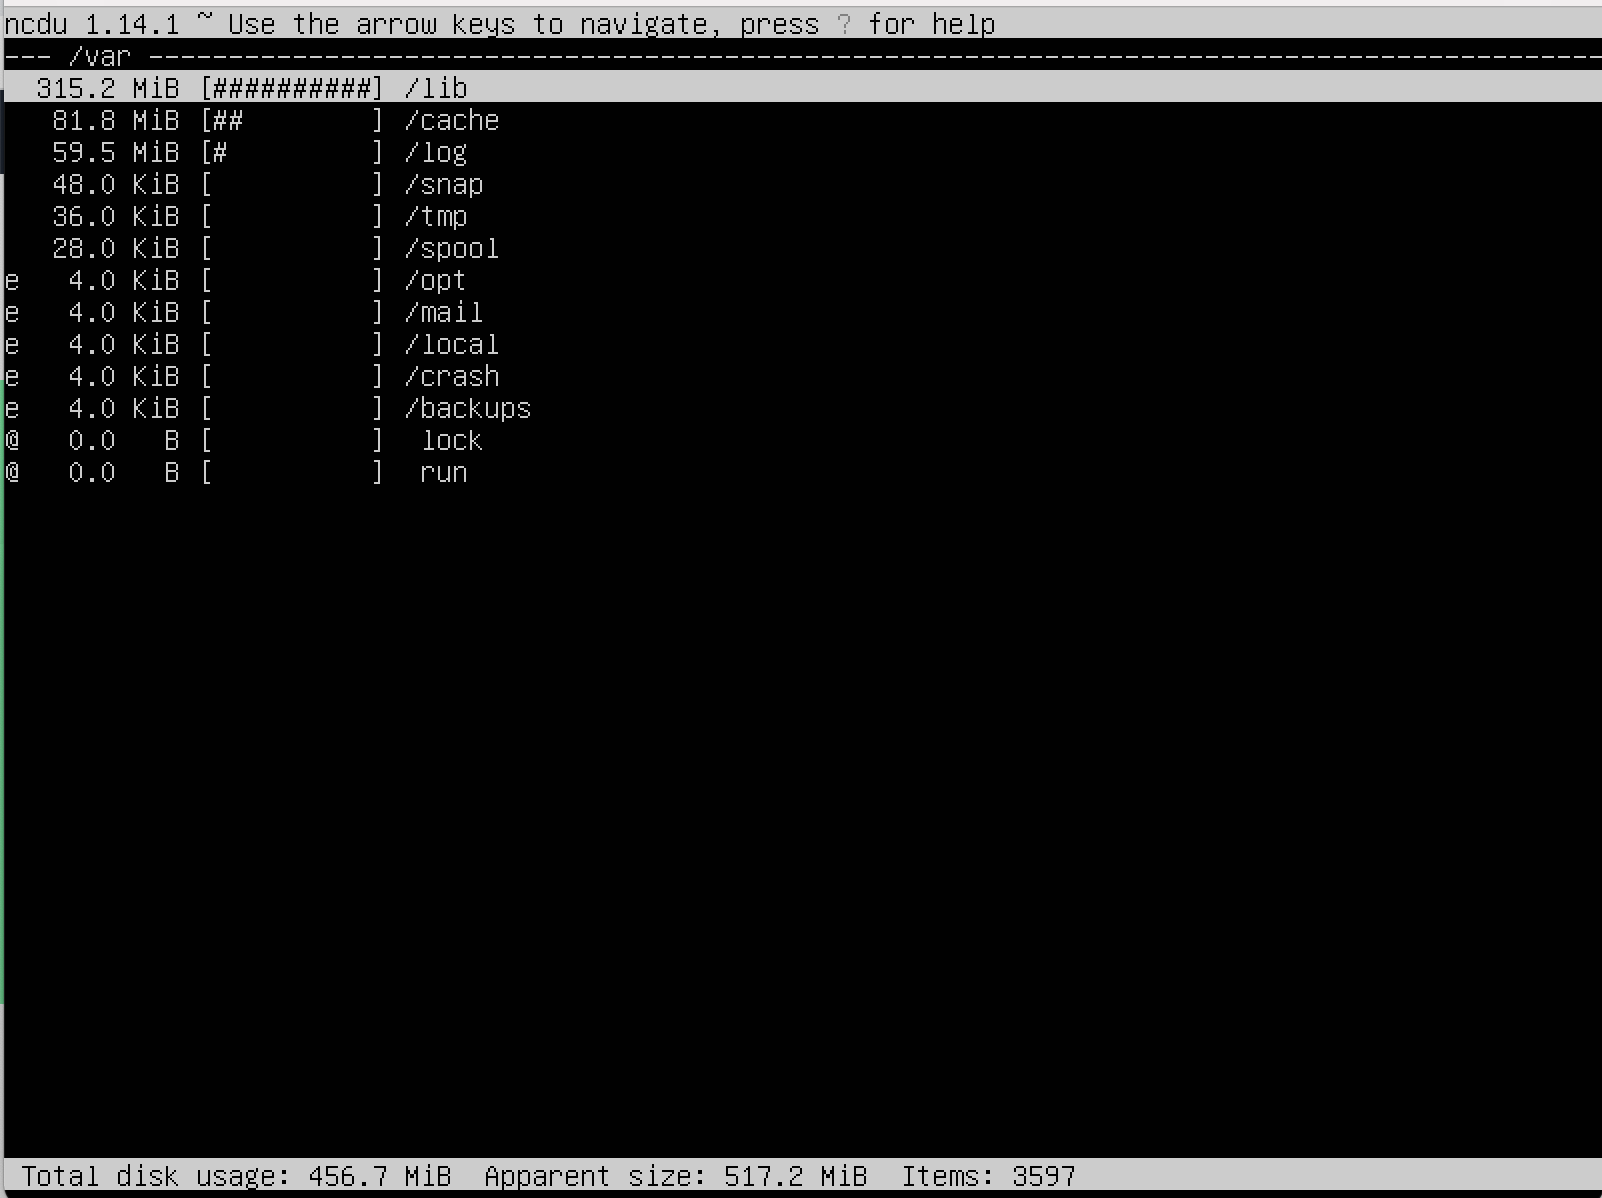 ncdu 1.14.1 ~ Use the arrow keys to navigate, press ? for help
--- /var -------------------------------------------------------------------------------------------
  315.2 MiB [##########] /lib
   81.8 MiB [##        ] /cache
   59.5 MiB [#         ] /log
   48.0 KiB [          ] /snap
   36.0 KiB [          ] /tmp
   28.0 KiB [          ] /spool
e   4.0 KiB [          ] /opt
e   4.0 KiB [          ] /mail
e   4.0 KiB [          ] /local
e   4.0 KiB [          ] /crash
e   4.0 KiB [          ] /backups
@   0.0   B [          ]  lock
@   0.0   B [          ]  run
 Total disk usage: 456.7 MiB  Apparent size: 517.2 MiB  Items: 3597